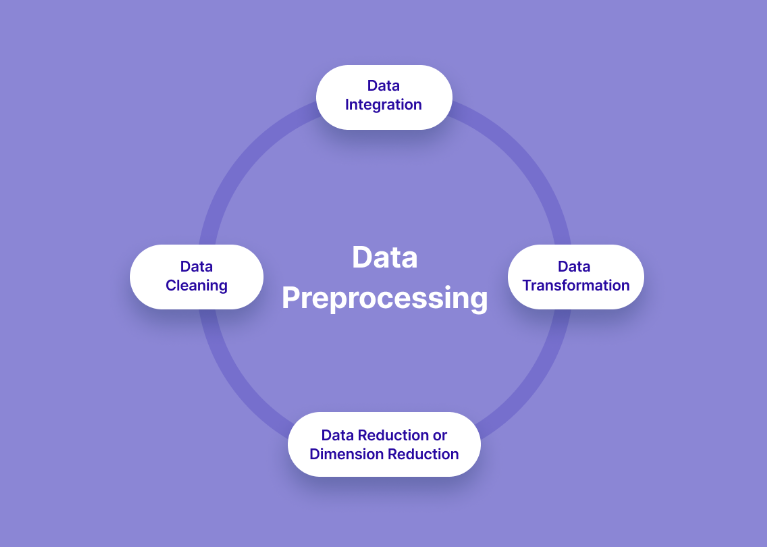 Data
Integration
Data
Cleaning
Data
Preprocessing
Data
Transformation
Data Reduction or
Dimension Reduction